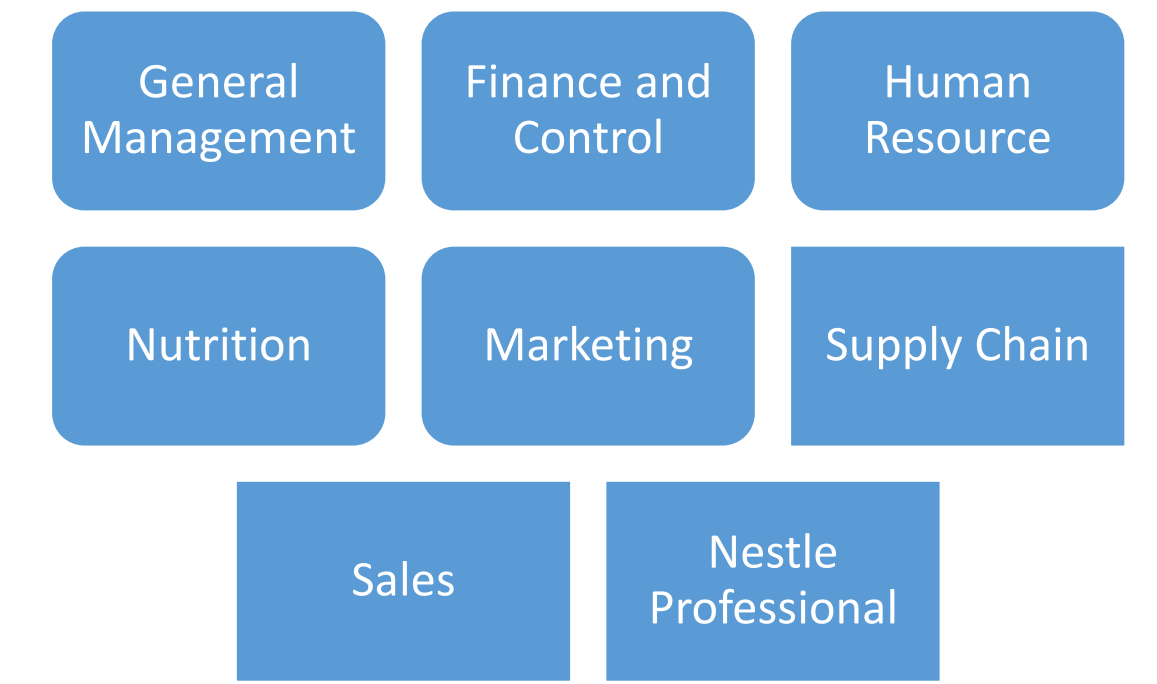 General
Management
Finance and
Control
Human
Resource
Nutrition
Marketing
Supply Chain
Sales
Nestle
Professional